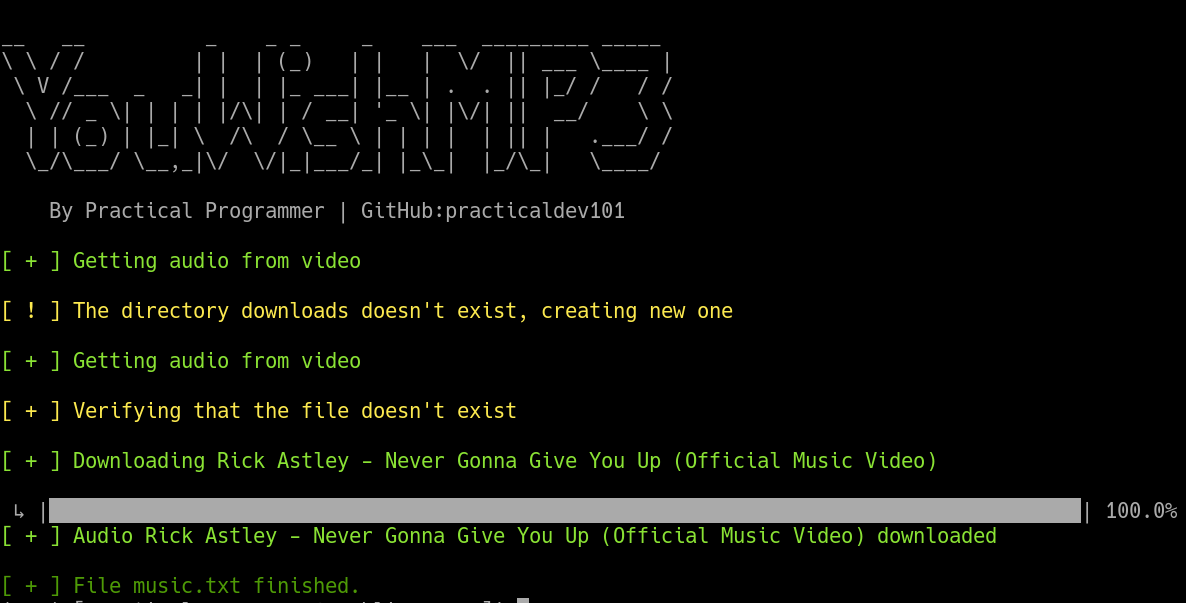 YouWishMP3
By Practical Programmer | GitHub:practicaldev101
[ + ] Getting audio from video
[ ! ] The directory downloads doesn't exist, creating new one
[ + ] Getting audio from video
[ + ] Verifying that the file doesn't exist
[ + ] Downloading Rick Astley - Never Gonna Give You Up (Official Music Video)
↳ || 100.0%
[ + ] Audio Rick Astley - Never Gonna Give You Up (Official Music Video) downloaded
[ + ] File music.txt finished.